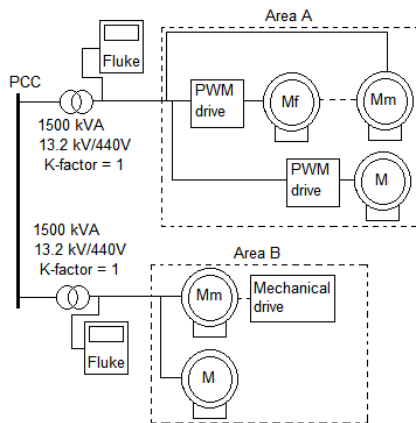 Area A
Fluke
PCC
PWM
drive
Mf
Mm
1500 kVA
13.2 kV/440V
K-factor = 1
PWM
drive
M
1500 kVA
13.2 kV/440V
K-factor = 1
Area B
Mm
Mechanical
drive
Fluke
M